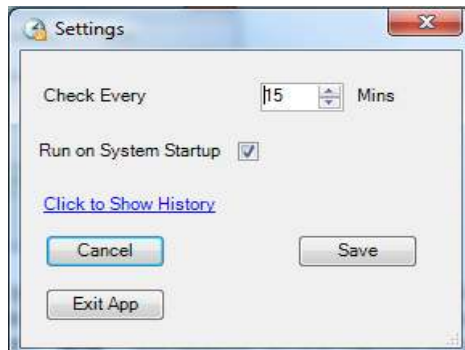 Settings
Check Every 15 Mins
Run on System Startup
Click to Show History
Cancel Save
Exit App